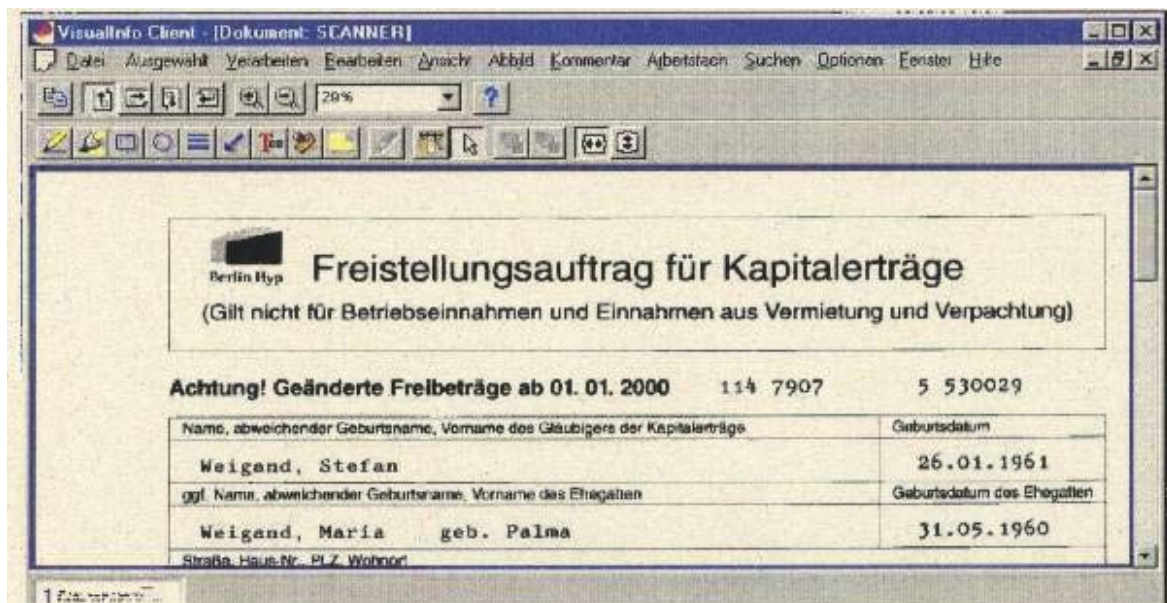 VisualInfo Client - [Dokument: SCANNER]
Datei Ausgewählt Verarbeiten Bearbeiten Ansicht Abbild Kommentar Arbeitsfach Suchen Optionen Fenster Hilfe
29% ?
Berlin Hyp
Freistellungsauftrag für Kapitalerträge
(Gilt nicht für Betriebseinnahmen und Einnahmen aus Vermietung und Verpachtung)
Achtung! Geänderte Freibeträge ab 01. 01. 2000 114 7907 5 530029
Name, abweichender Geburtsname, Vorname des Gläubigers der Kapitalerträge Geburtsdatum
Weigand, Stefan 26.01.1961
ggf. Name, abweichender Geburtsname, Vorname des Ehegatten Geburtsdatum des Ehegatten
Weigand, Maria geb. Palma 31.05.1960
Straße, Haus-Nr., PLZ, Wohnort